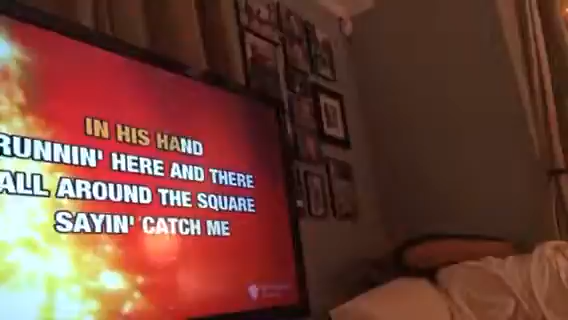 IN HIS HAND
RUNNIN' HERE AND THERE
ALL AROUND THE SQUARE
SAYIN' CATCH ME